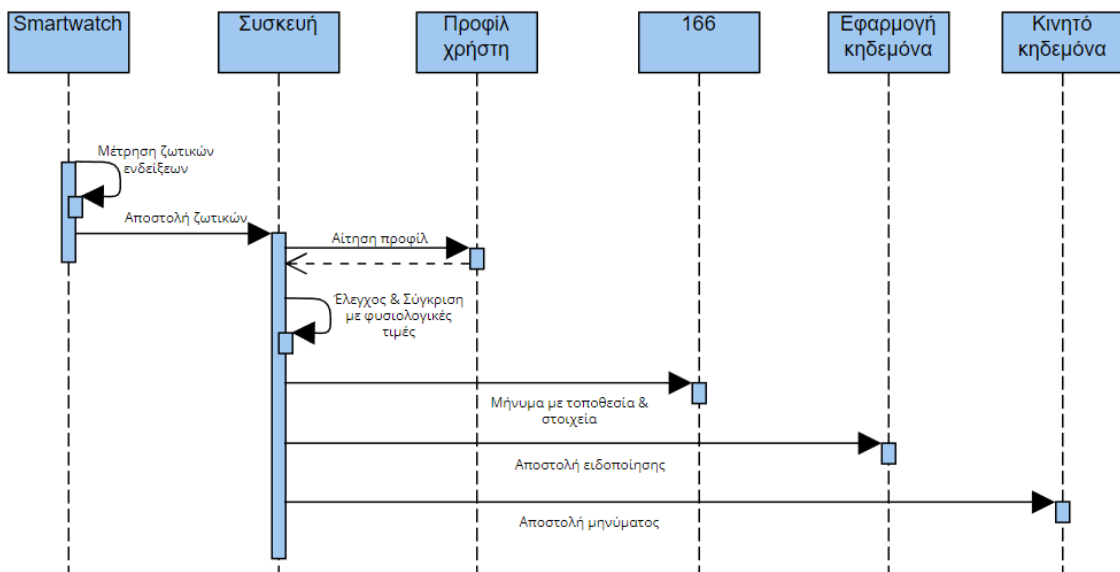 Smartwatch
Συσκευή
Προφίλ
χρήστη
166
Εφαρμογή
κηδεμόνα
Κινητό
κηδεμόνα
Μέτρηση ζωτικών
ενδείξεων
Αποστολή ζωτικών
Αίτηση προφίλ
Έλεγχος & Σύγκριση
με φυσιολογικές
τιμές
Μήνυμα με τοποθεσία &
στοιχεία
Αποστολή ειδοποίησης
Αποστολή μηνύματος